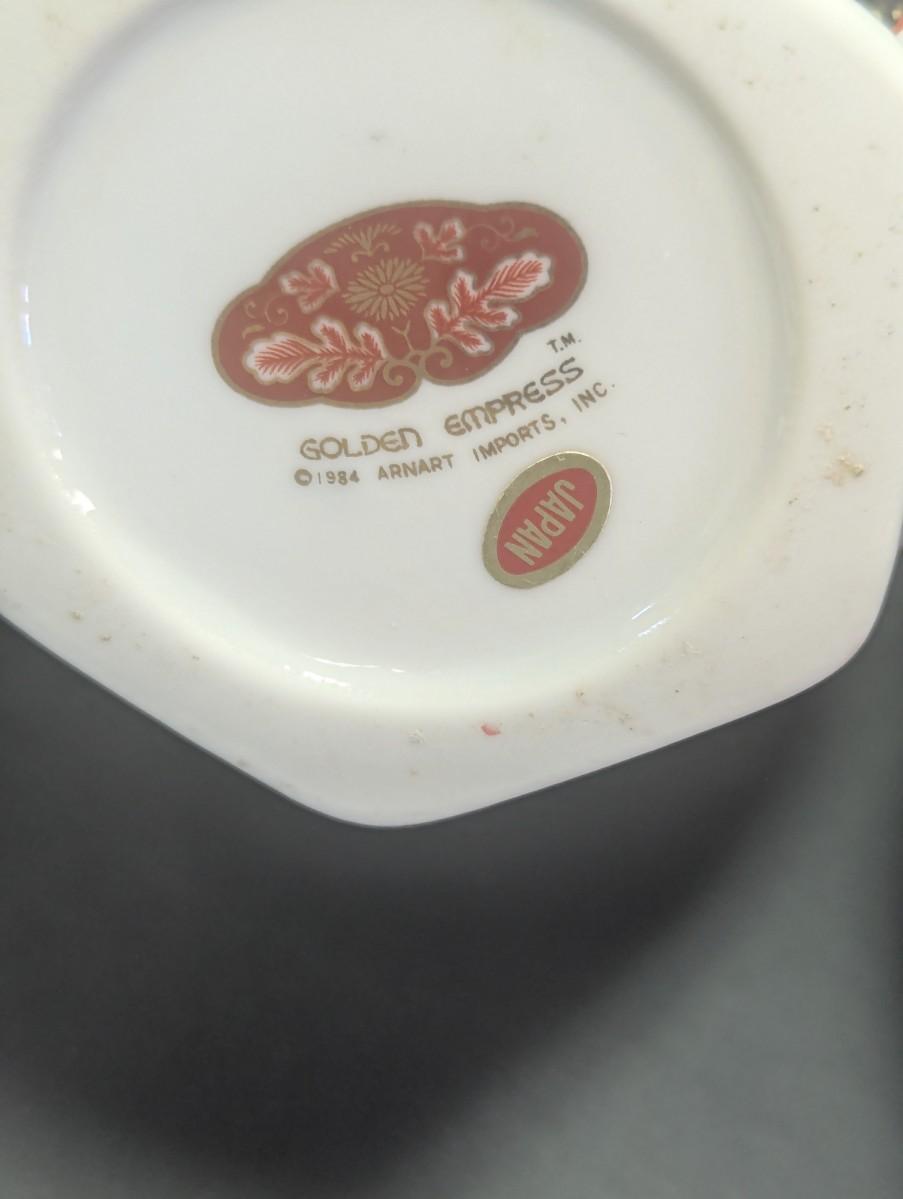 T.M.
GOLDEN EMPRESS
©1984 ARNART IMPORTS, INC.
JAPAN